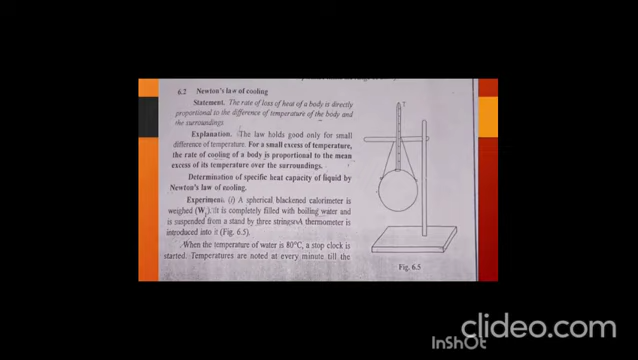 6.2 Newton's law of cooling
Statement. The rate of loss of heat of a body is directly
proportional to the difference of temperature of the body and
the surroundings.
Explanation. The law holds good only for small
difference of temperature. For a small excess of temperature,
the rate of cooling of a body is proportional to the mean
excess of its temperature over the surroundings.
Determination of specific heat capacity of liquid by
Newton's law of cooling.
Experiment. (i) A spherical blackened calorimeter is
weighed (W₁). It is completely filled with boiling water and
is suspended from a stand by three strings. A thermometer is
introduced into it (Fig. 6.5).
When the temperature of water is 80°C, a stop clock is
started. Temperatures are noted at every minute till the
T
Fig. 6.5
clideo.com
InShOt